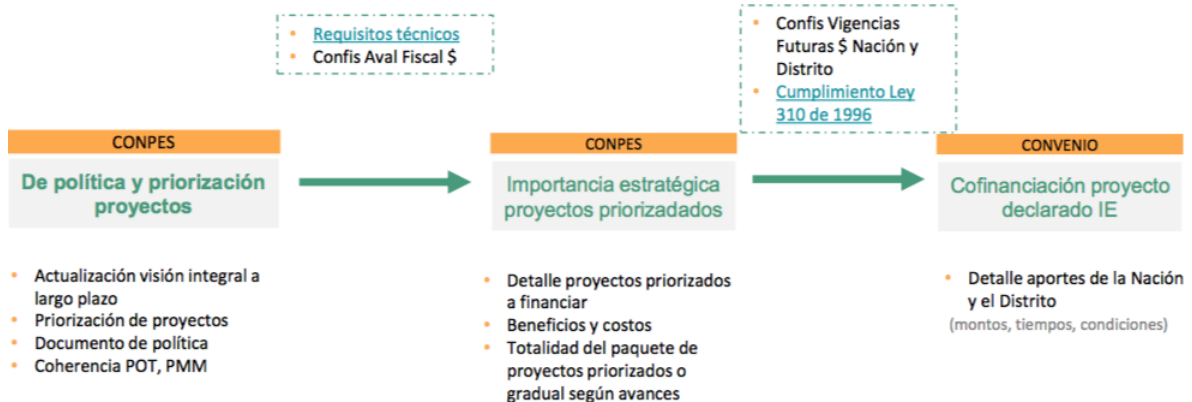 • Requisitos técnicos
• Confis Aval Fiscal $
• Confis Vigencias
Futuras $ Nación y
Distrito
• Cumplimiento Ley
310 de 1996
CONPES
De política y priorización
proyectos
CONPES
Importancia estratégica
proyectos priorizadados
CONVENIO
Cofinanciación proyecto
declarado IE
• Actualización visión integral a
largo plazo
• Priorización de proyectos
• Documento de política
• Coherencia POT, PMM
• Detalle proyectos priorizados
a financiar
• Beneficios y costos
• Totalidad del paquete de
proyectos priorizados o
gradual según avances
• Detalle aportes de la Nación
y el Distrito
(montos, tiempos, condiciones)